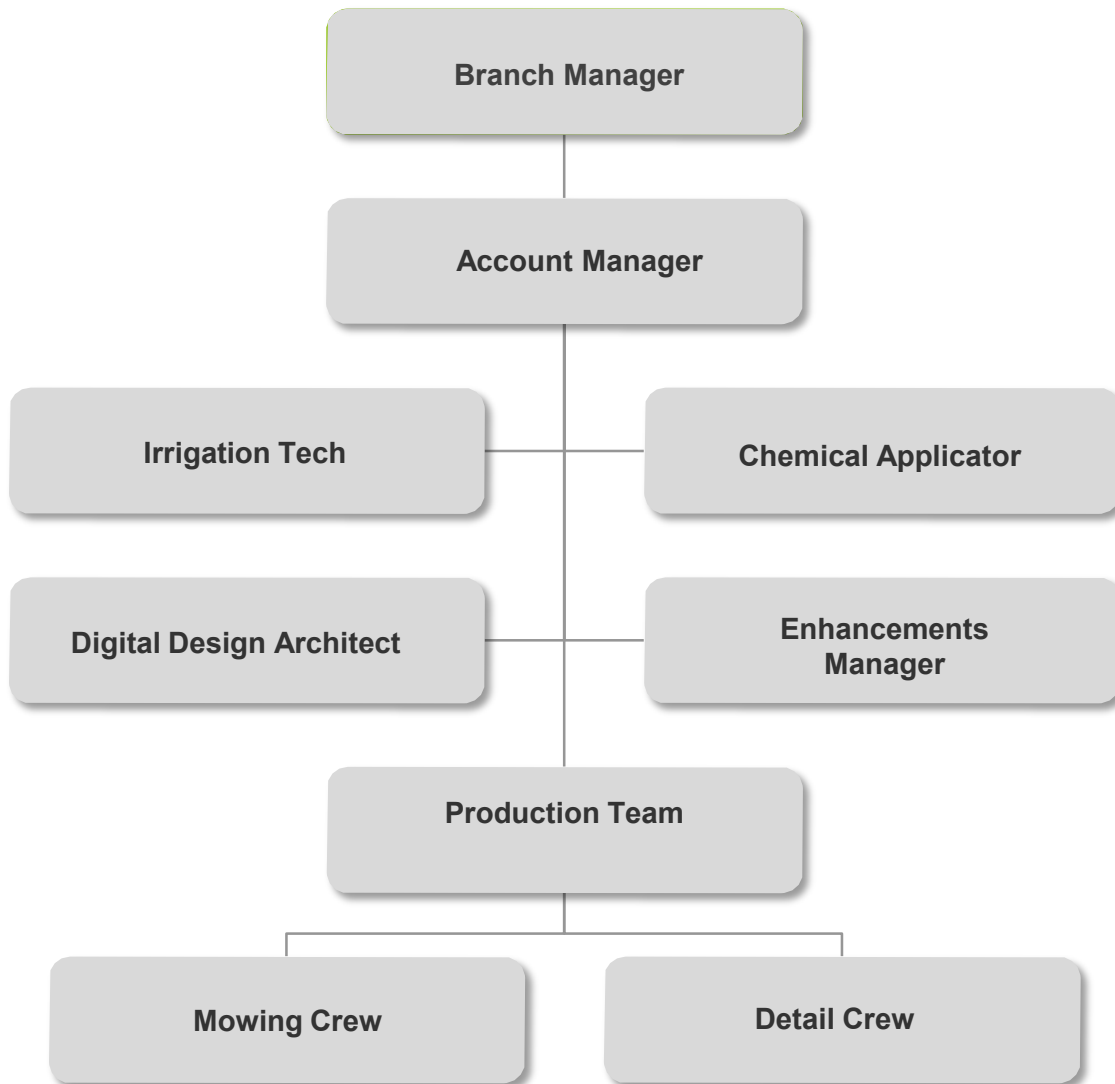 Branch Manager
Account Manager
Irrigation Tech
Chemical Applicator
Digital Design Architect
Enhancements
Manager
Production Team
Mowing Crew
Detail Crew